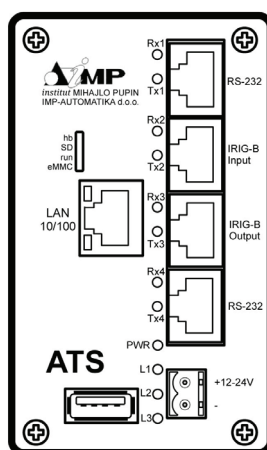 IMP
institut MIHAJLO PUPIN
IMP-AUTOMATIKA d.o.o.
hb
SD
run
eMMC
LAN
10/100
Rx1
Tx1
RS-232
Rx2
Tx2
IRIG-B
Input
Rx3
Tx3
IRIG-B
Output
Rx4
Tx4
RS-232
PWR
ATS
L1
L2
L3
+12-24V
-